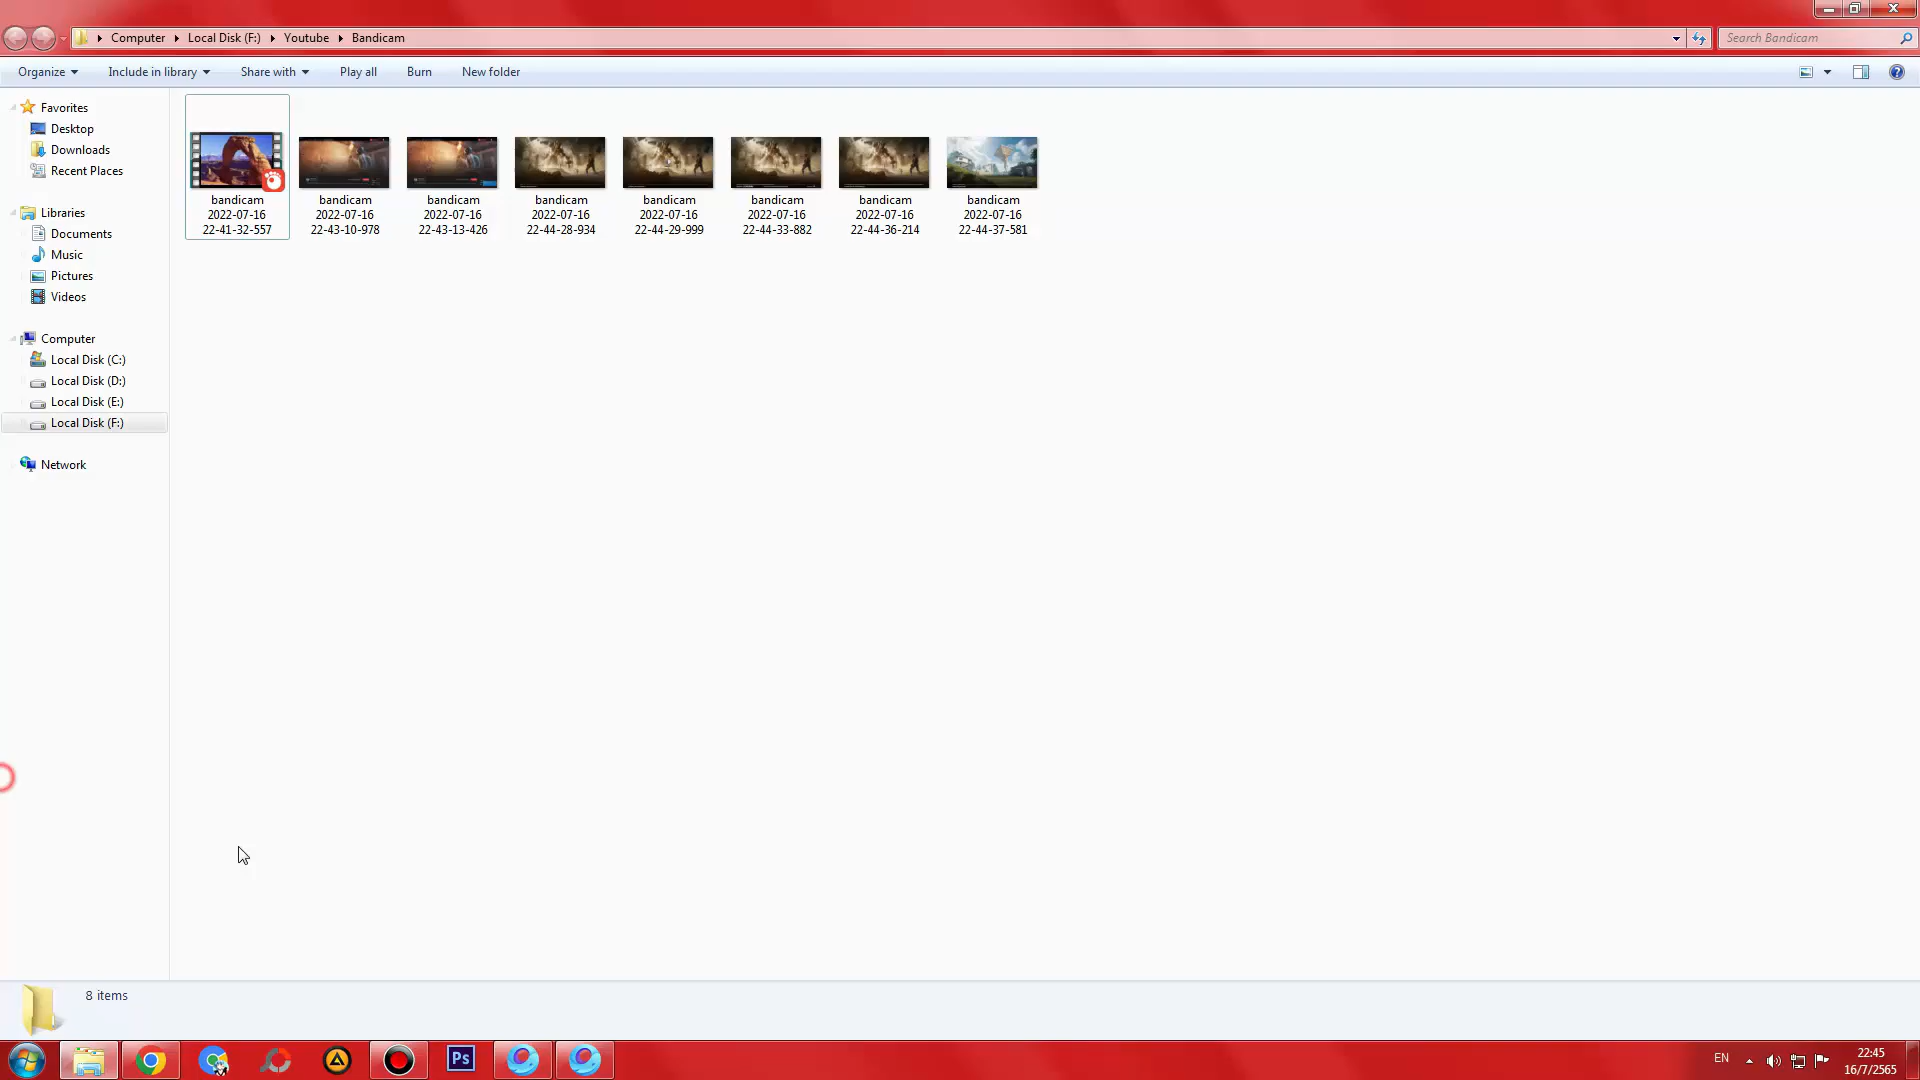 Computer Local Disk (F:) Youtube Bandicam
Search Bandicam
Organize Include in library Share with Play all Burn New folder
Favorites
Desktop
Downloads
Recent Places
Libraries
Documents
Music
Pictures
Videos
Computer
Local Disk (C:)
Local Disk (D:)
Local Disk (E:)
Local Disk (F:)
Network
bandicam
2022-07-16
22-41-32-557
bandicam
2022-07-16
22-43-10-978
bandicam
2022-07-16
22-43-13-426
bandicam
2022-07-16
22-44-28-934
bandicam
2022-07-16
22-44-29-999
bandicam
2022-07-16
22-44-33-882
bandicam
2022-07-16
22-44-36-214
bandicam
2022-07-16
22-44-37-581
8 items
Ps
EN
22:45
16/7/2565